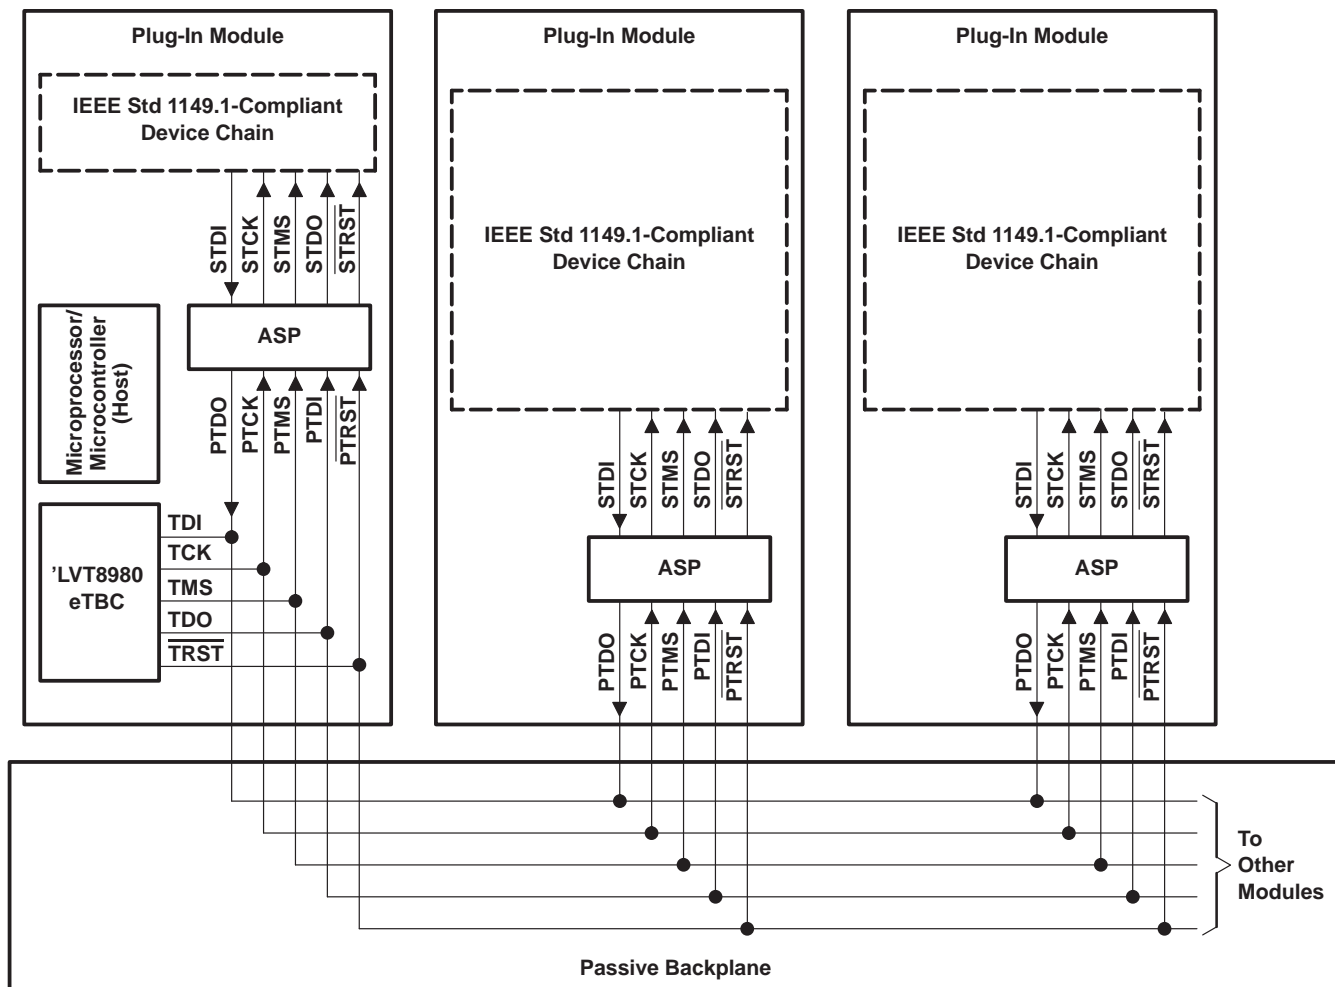 Plug-In Module
IEEE Std 1149.1-Compliant
Device Chain
STDI
STCK
STMS
STDO
STRST
ASP
PTDO
PTCK
PTMS
PTDI
PTRST
Microprocessor/
Microcontroller
(Host)
'LVT8980
eTBC
TDI
TCK
TMS
TDO
TRST
Plug-In Module
IEEE Std 1149.1-Compliant
Device Chain
STDI
STCK
STMS
STDO
STRST
ASP
PTDO
PTCK
PTMS
PTDI
PTRST
Plug-In Module
IEEE Std 1149.1-Compliant
Device Chain
STDI
STCK
STMS
STDO
STRST
ASP
PTDO
PTCK
PTMS
PTDI
PTRST
To
Other
Modules
Passive Backplane